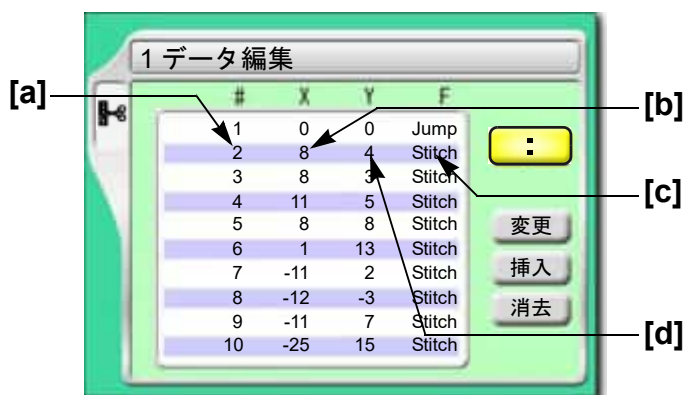 1 データ編集
[a]
# X Y F
[b]
1 0 0 Jump
2 8 4 Stitch
:
3 8 3 Stitch
[c]
4 11 5 Stitch
5 8 8 Stitch
変更
6 1 13 Stitch
7 -11 2 Stitch
挿入
8 -12 -3 Stitch
消去
9 -11 7 Stitch
[d]
10 -25 15 Stitch